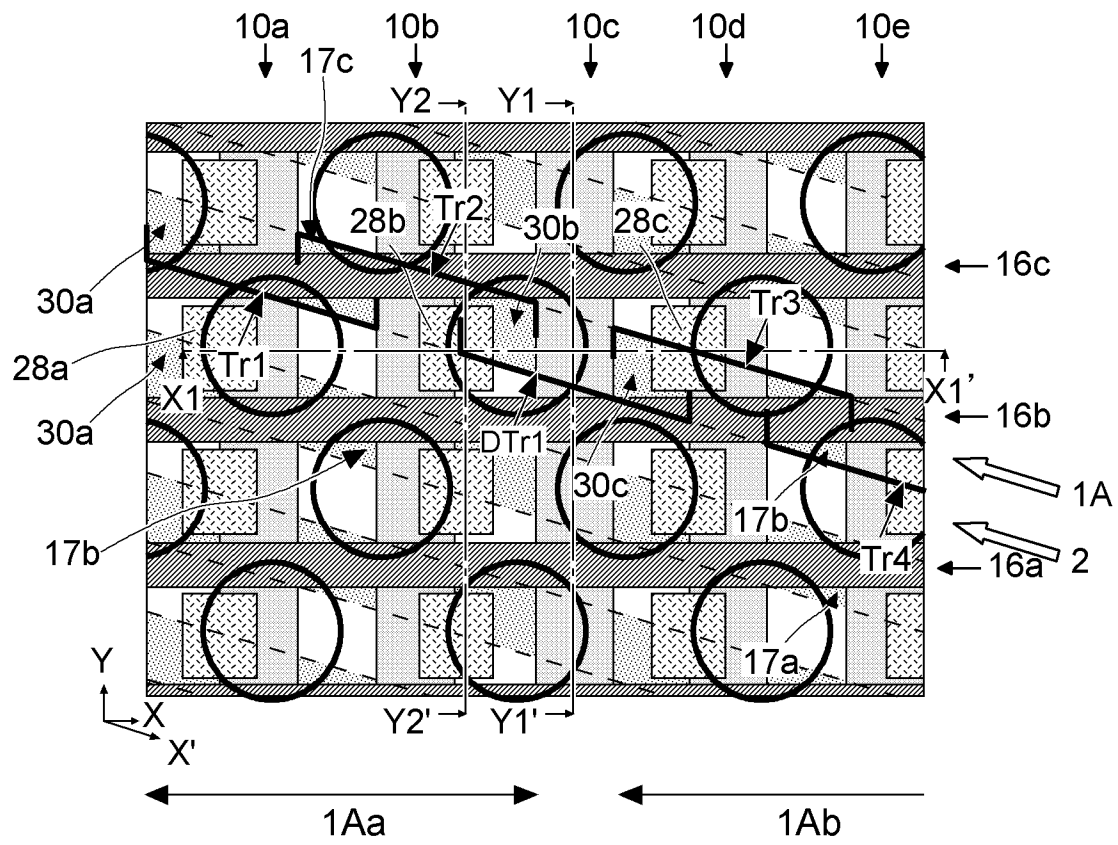 10a 10b 10c 10d 10e
17c
Y2 Y1
Tr2
28b 30b 28c
16c
30a
Tr3
28a
Tr1
X1 X1'
30a
16b
DTr1
30c
17b
1A
17b
Tr4
2
16a
17a
Y
X
X'
Y2' Y1'
1Aa 1Ab